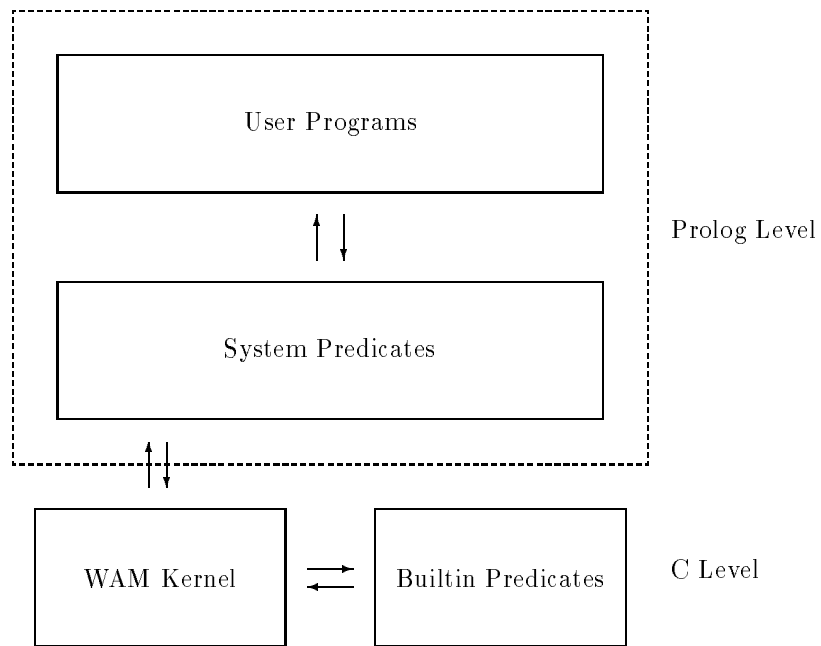 User Programs
Prolog Level
System Predicates
WAM Kernel
Builtin Predicates
C Level